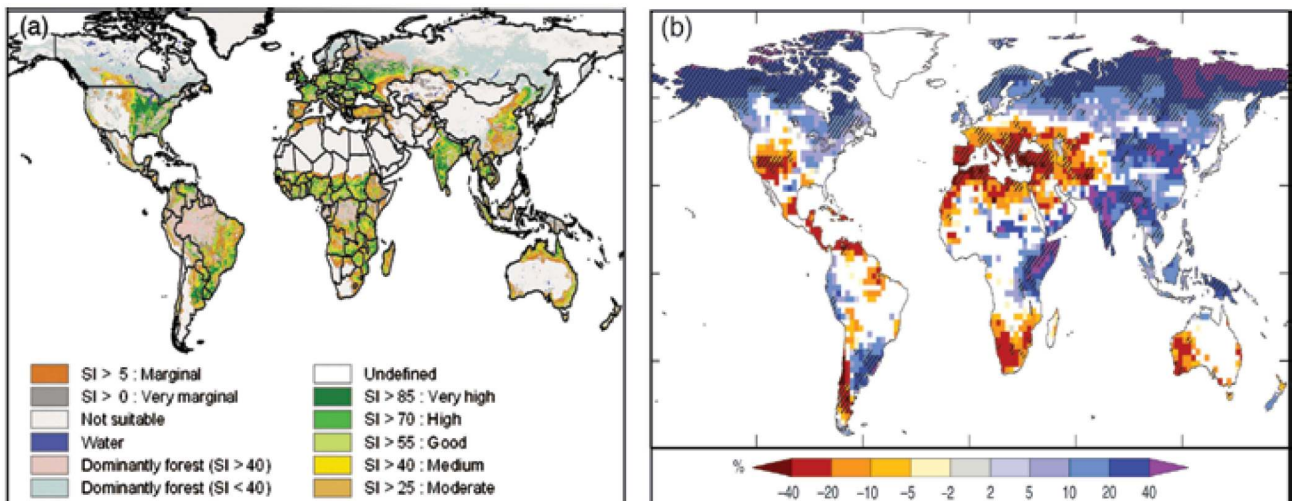 (a)
(b)
SI > 5 : Marginal
SI > 0 : Very marginal
Not suitable
Water
Dominantly forest (SI > 40)
Dominantly forest (SI < 40)
Undefined
SI > 85 : Very high
SI > 70 : High
SI > 55 : Good
SI > 40 : Medium
SI > 25 : Moderate
%
−40 −20 −10 −5 −2 2 5 10 20 40